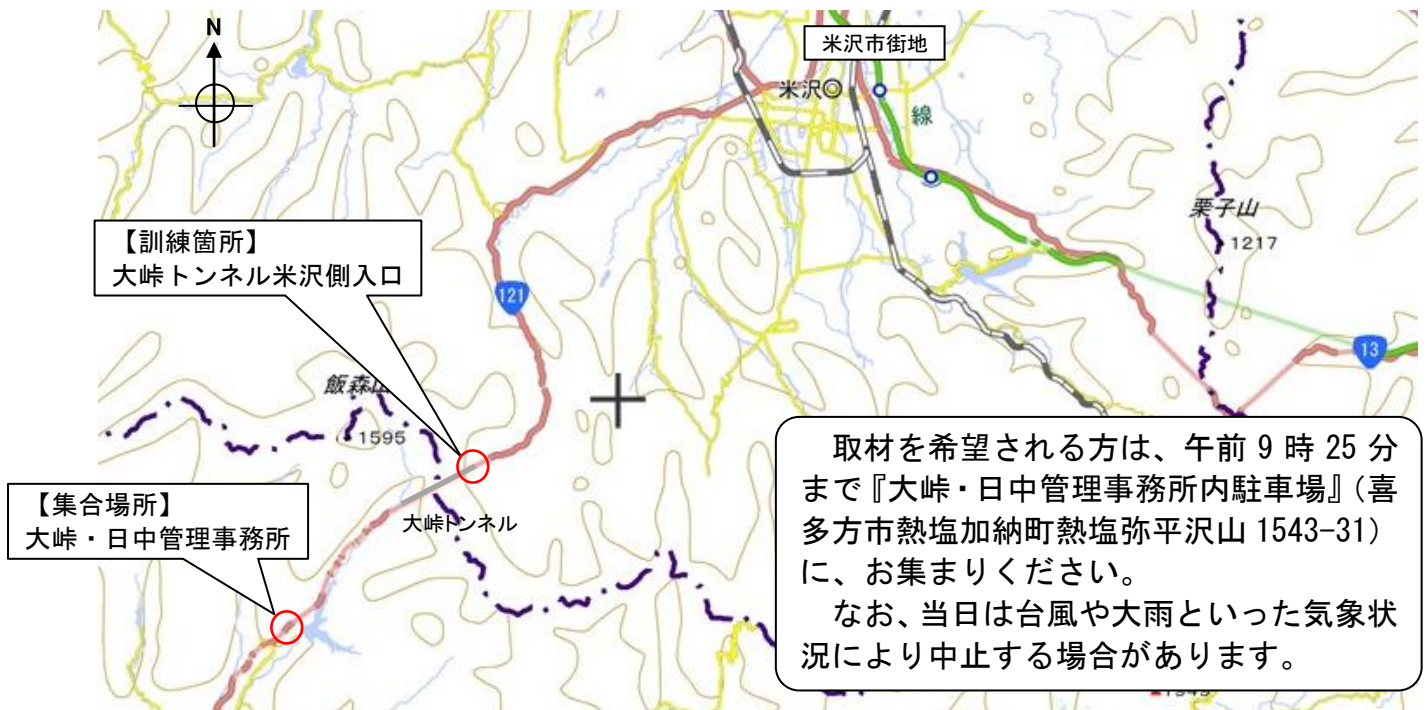 N
米沢市街地
米沢
線
栗子山
1217
【訓練箇所】
大峠トンネル米沢側入口
121
13
飯森山
1595
【集合場所】
大峠・日中管理事務所
大峠トンネル
取材を希望される方は、午前 9 時 25 分
まで『大峠・日中管理事務所内駐車場』（喜
多方市熱塩加納町熱塩弥平沢山 1543-31）
に、お集まりください。
なお、当日は台風や大雨といった気象状
況により中止する場合があります。